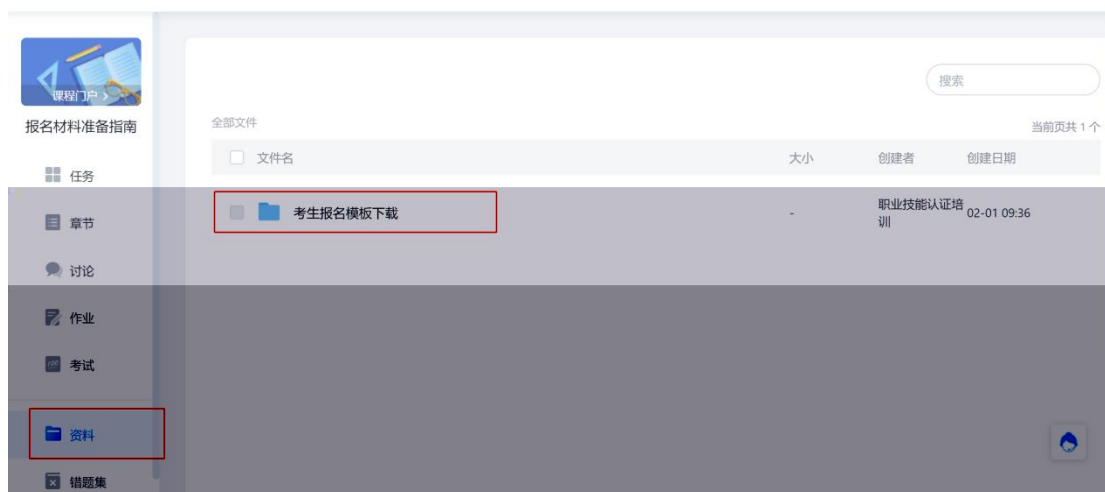 课程门户 >
报名材料准备指南
任务
章节
讨论
作业
考试
资料
错题集
搜索
全部文件
当前页共 1 个
文件名 大小 创建者 创建日期
考生报名模板下载 - 职业技能认证培训 02-01 09:36